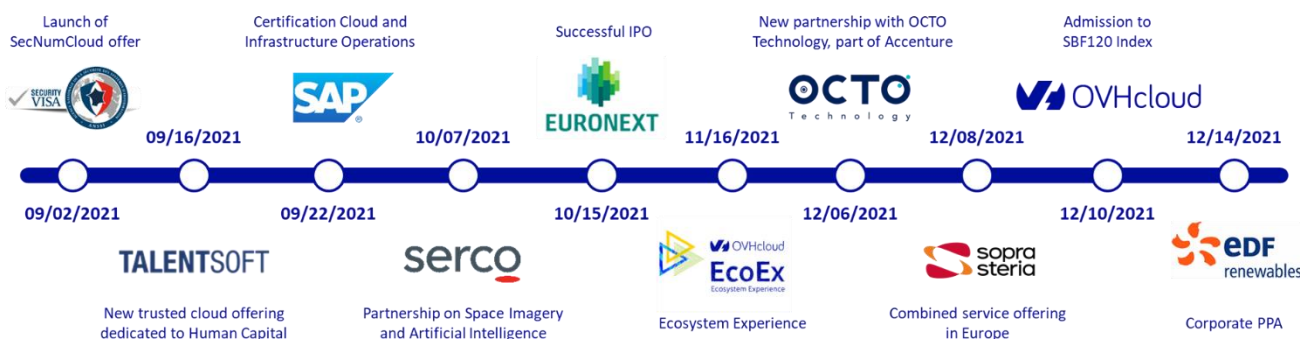 Launch of
SecNumCloud offer
SECURITY
VISA
Certification Cloud and
Infrastructure Operations
SAP
®
Successful IPO
EURONEXT
New partnership with OCTO
Technology, part of Accenture
OCTO
Technology
Admission to
SBF120 Index
OVHcloud
09/16/2021
10/07/2021
11/16/2021
12/08/2021
12/14/2021
09/02/2021
09/22/2021
10/15/2021
12/06/2021
12/10/2021
TALENTSOFT
New trusted cloud offering
dedicated to Human Capital
serco
Partnership on Space Imagery
and Artificial Intelligence
OVHcloud
EcoEx
Ecosystem Experience
Ecosystem Experience
sopra
steria
Combined service offering
in Europe
eDF
renewables
Corporate PPA